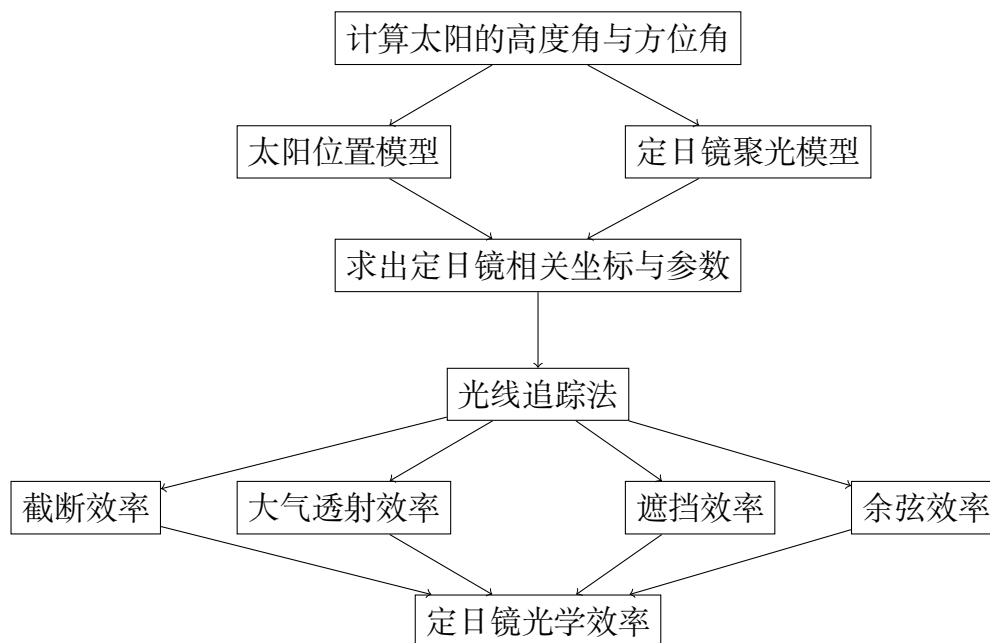 计算太阳的高度角与方位角
太阳位置模型
定日镜聚光模型
求出定日镜相关坐标与参数
光线追踪法
截断效率
大气透射效率
遮挡效率
余弦效率
定日镜光学效率